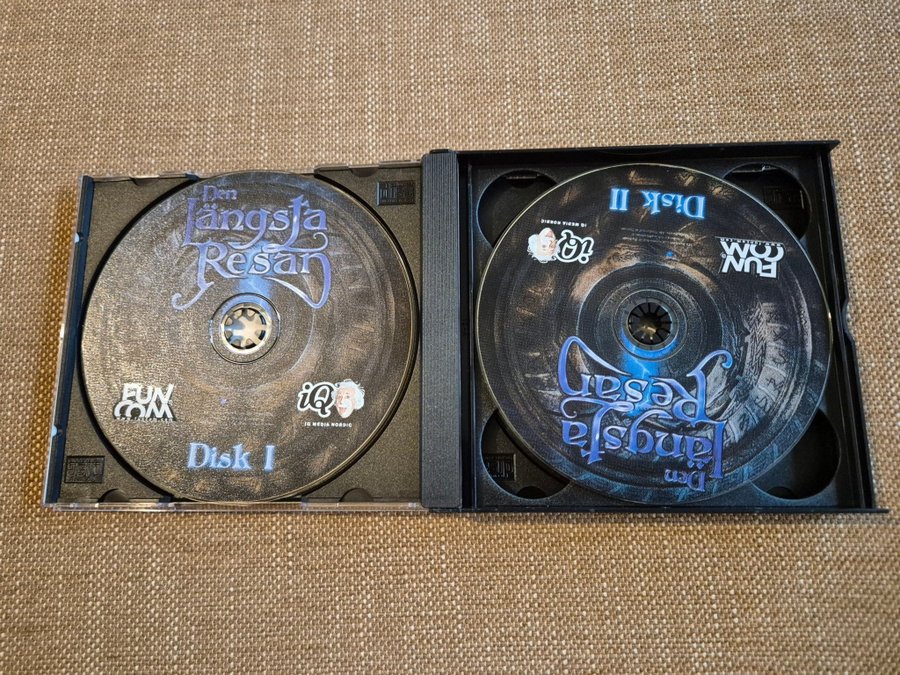 Den
Längsta
Resan
FUN
COM
iQ
IQ MEDIA NORDIC
Disk I
Disk II
iQ
IQ MEDIA NORDIC
FUN
COM
Den
Längsta
Resan